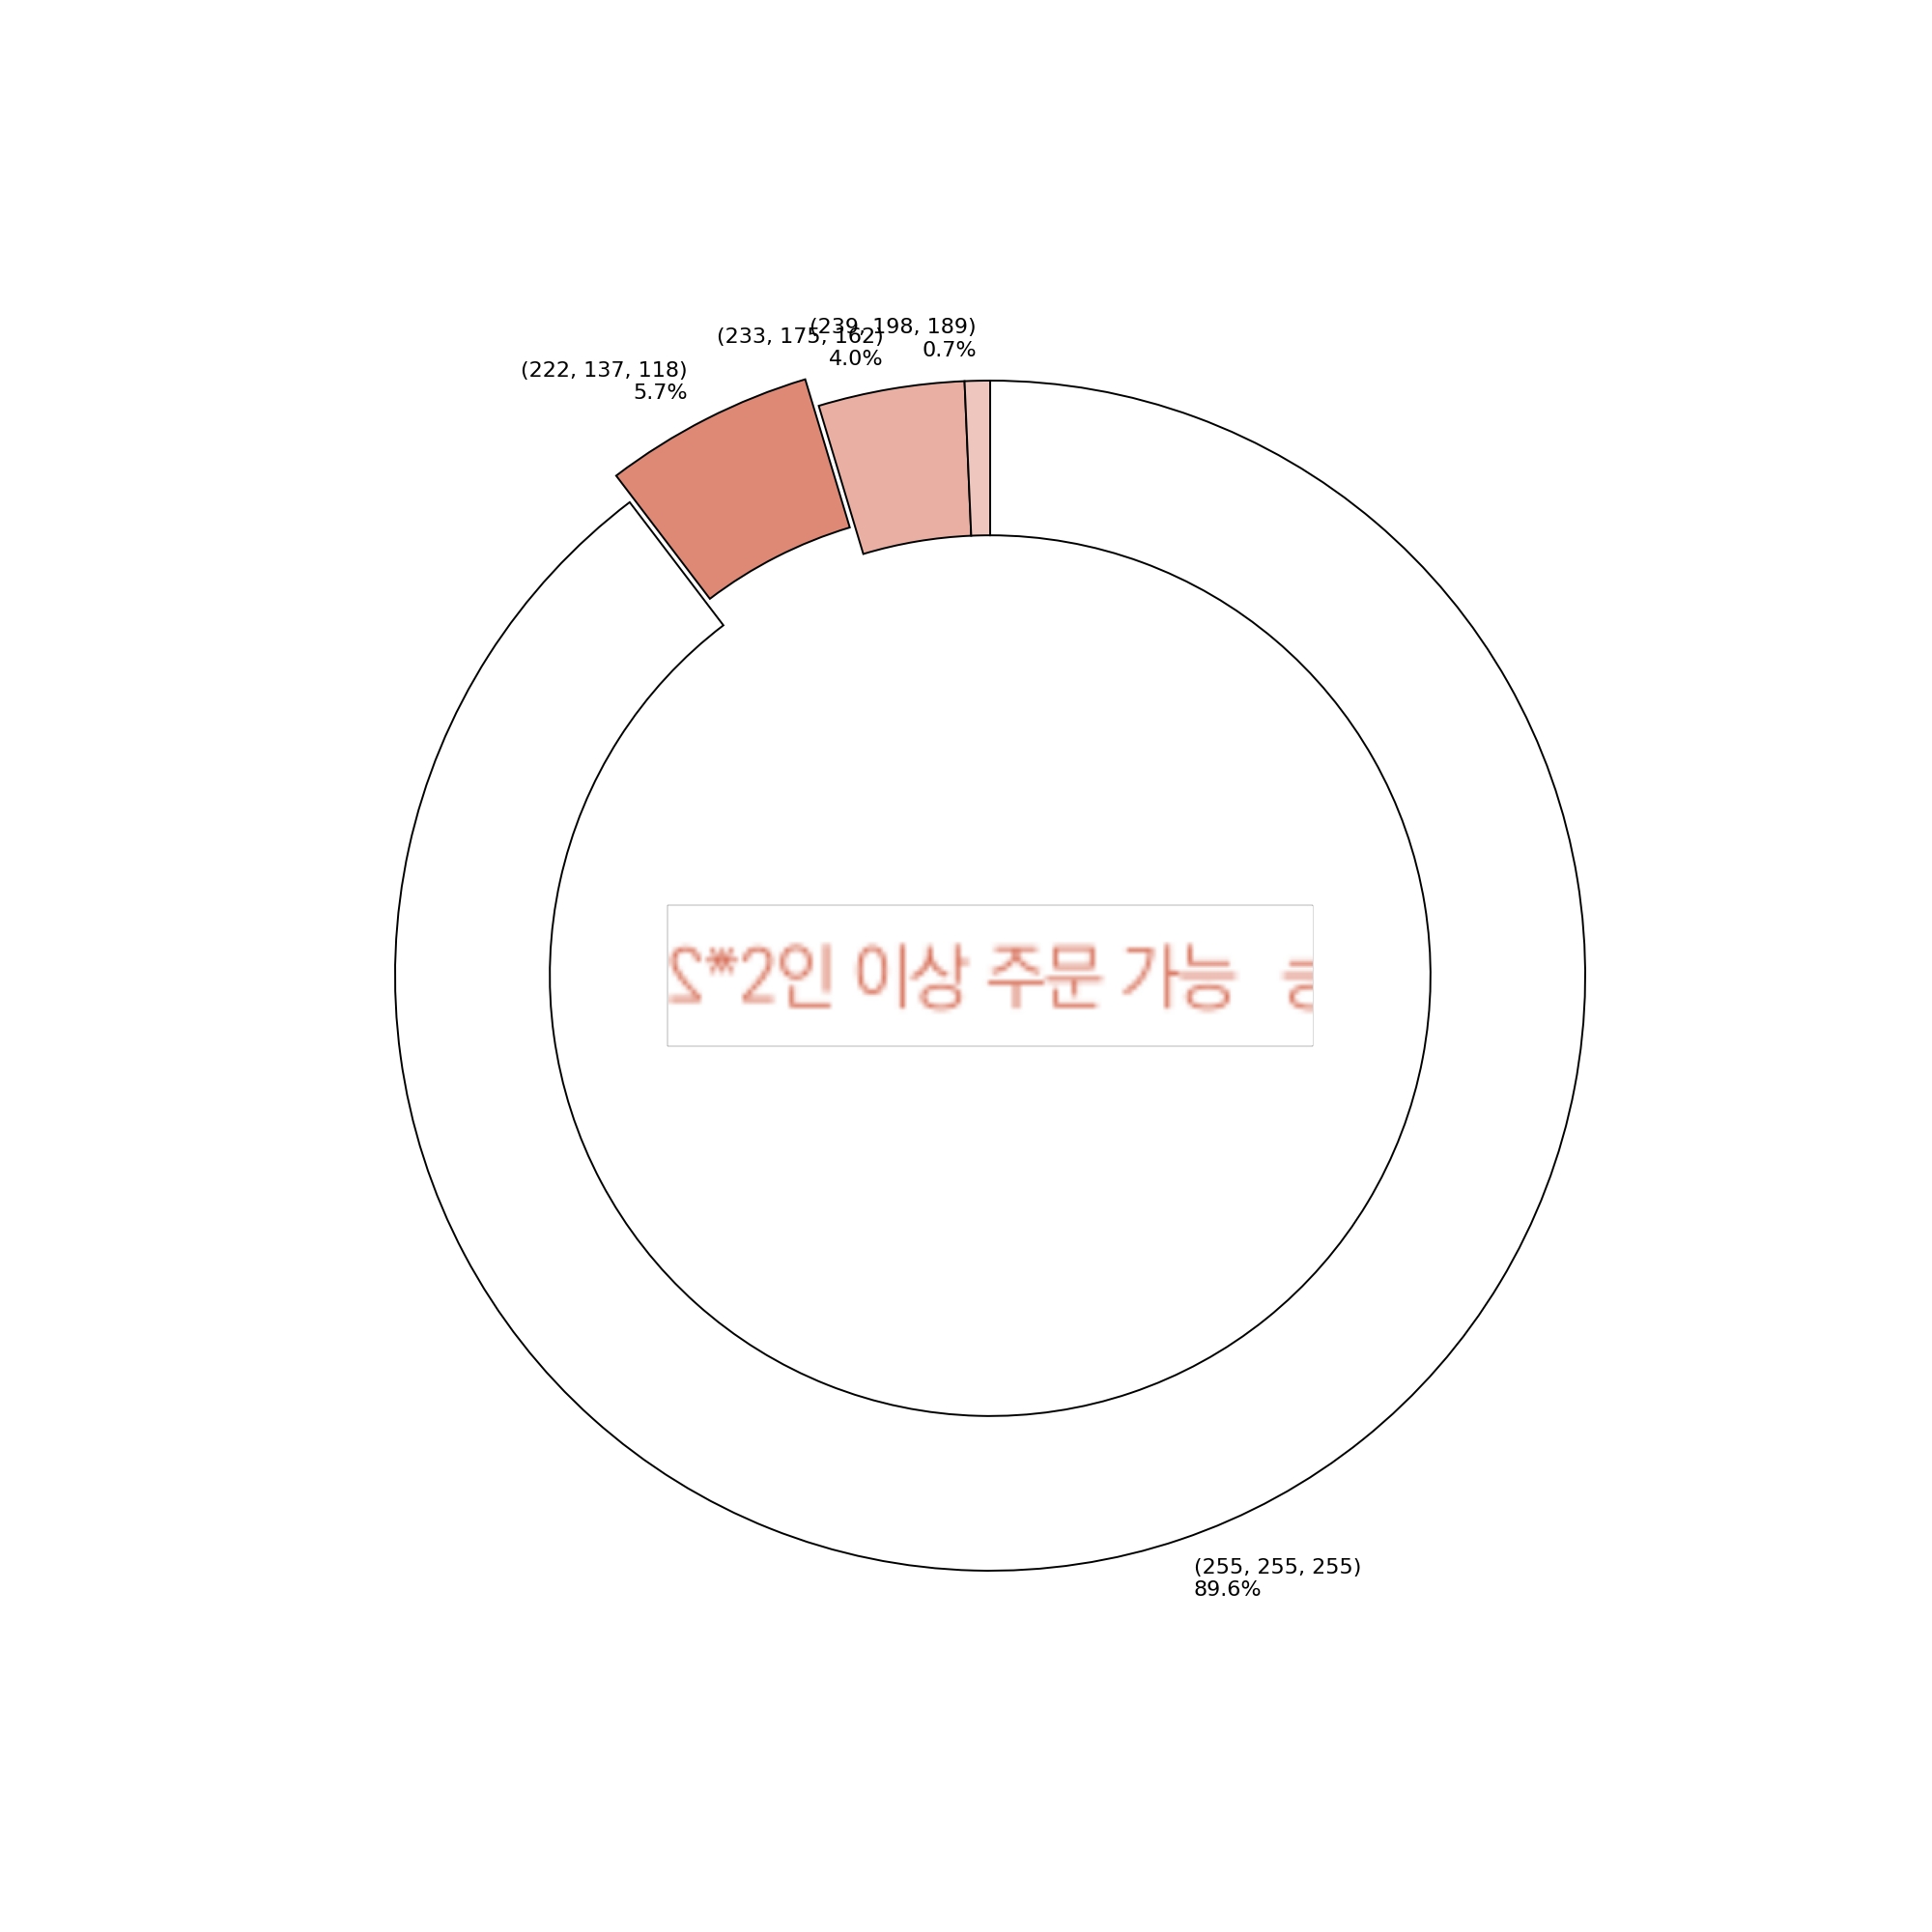 (239, 198, 189)
0.7%
(233, 175, 162)
4.0%
(222, 137, 118)
5.7%
*2인 이상 주문 가능
(255, 255, 255)
89.6%